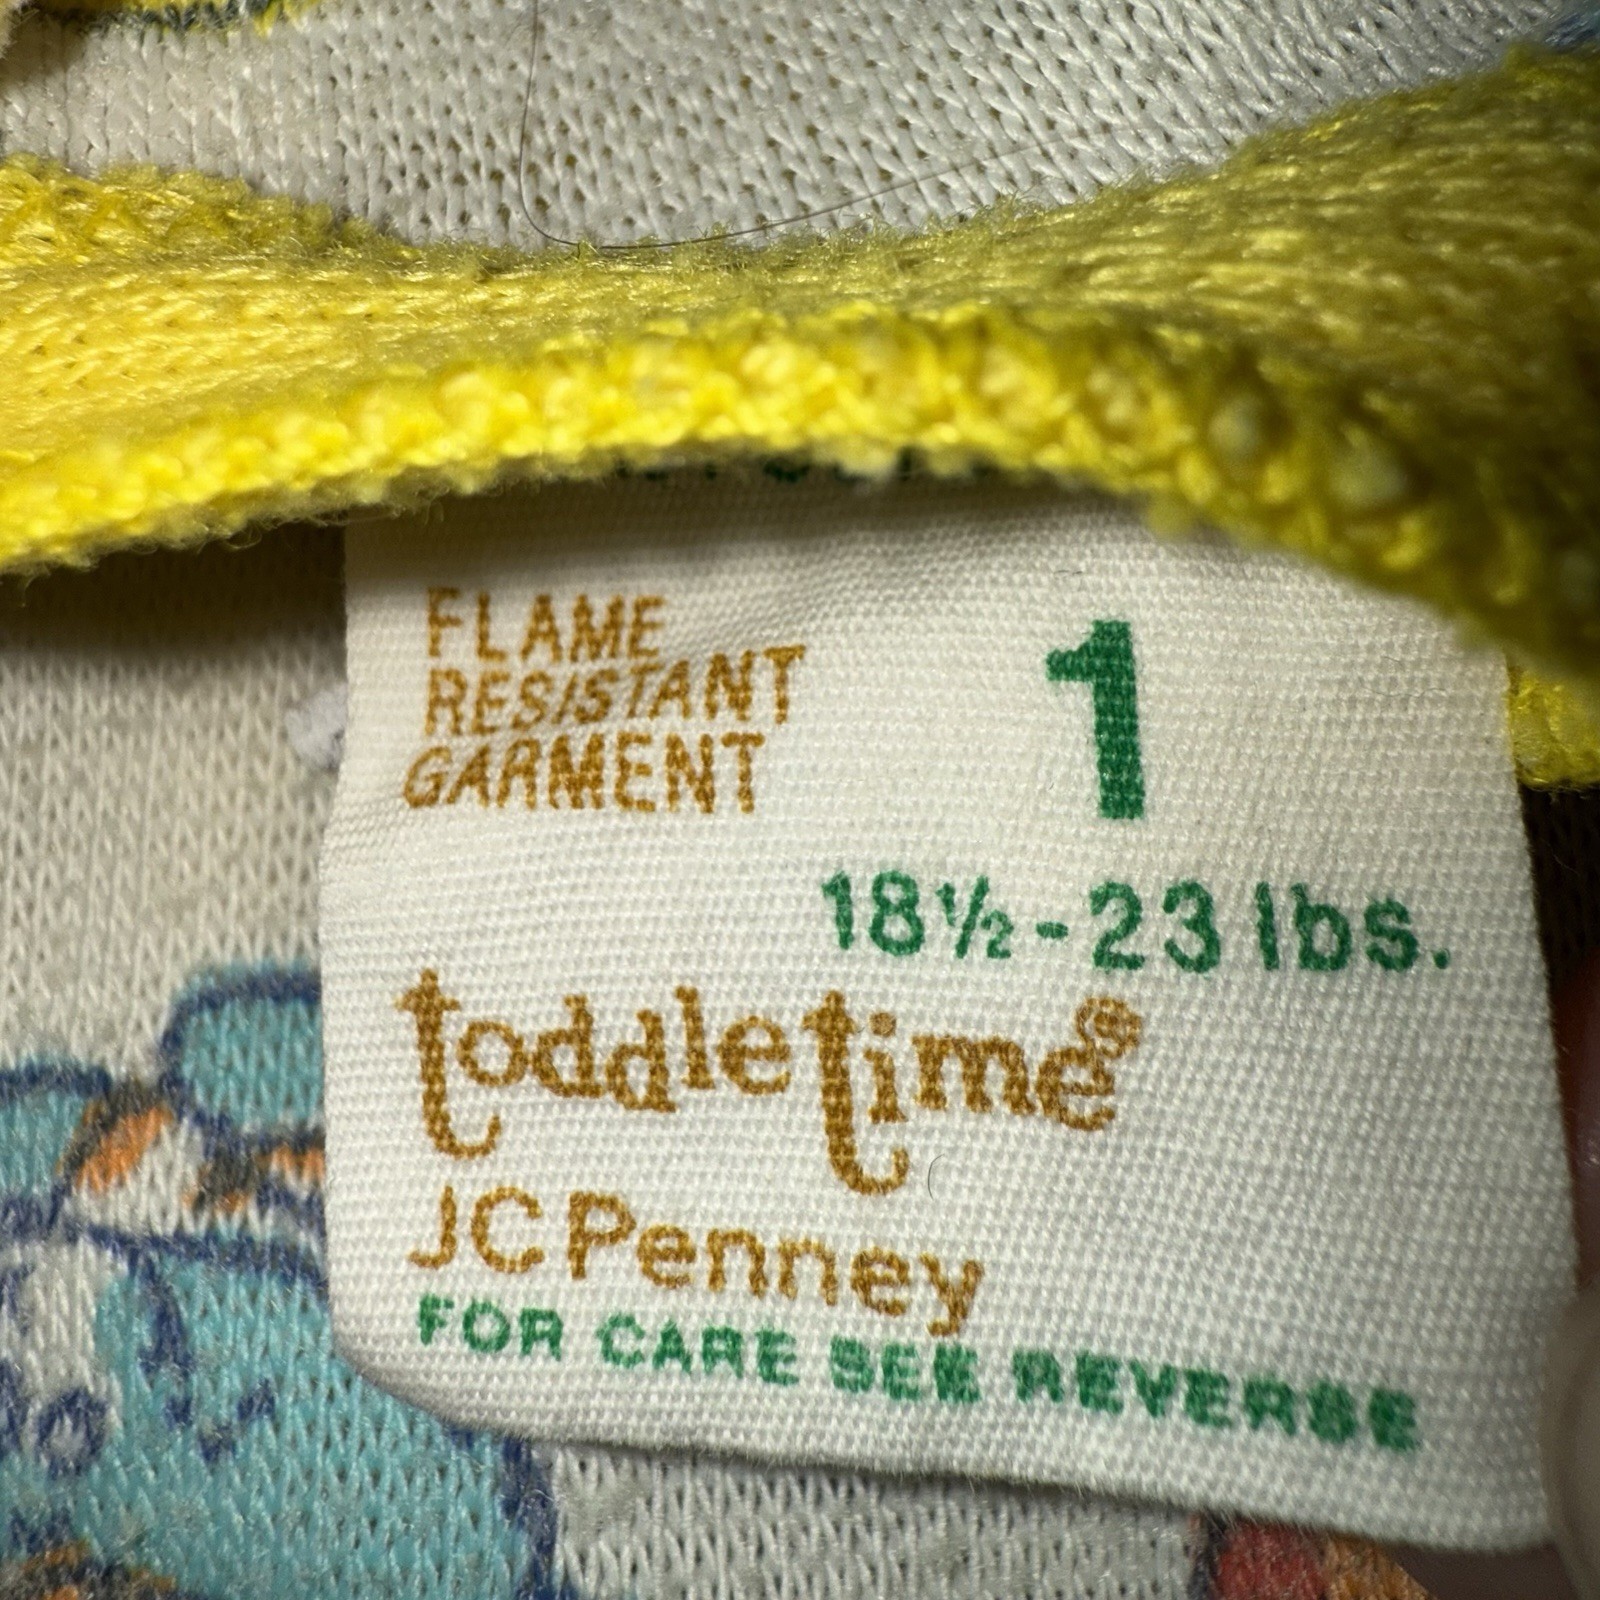 FLAME
RESISTANT
GARMENT
1
18½-23 lbs.
toddletime®
JCPenney
FOR CARE SEE REVERSE